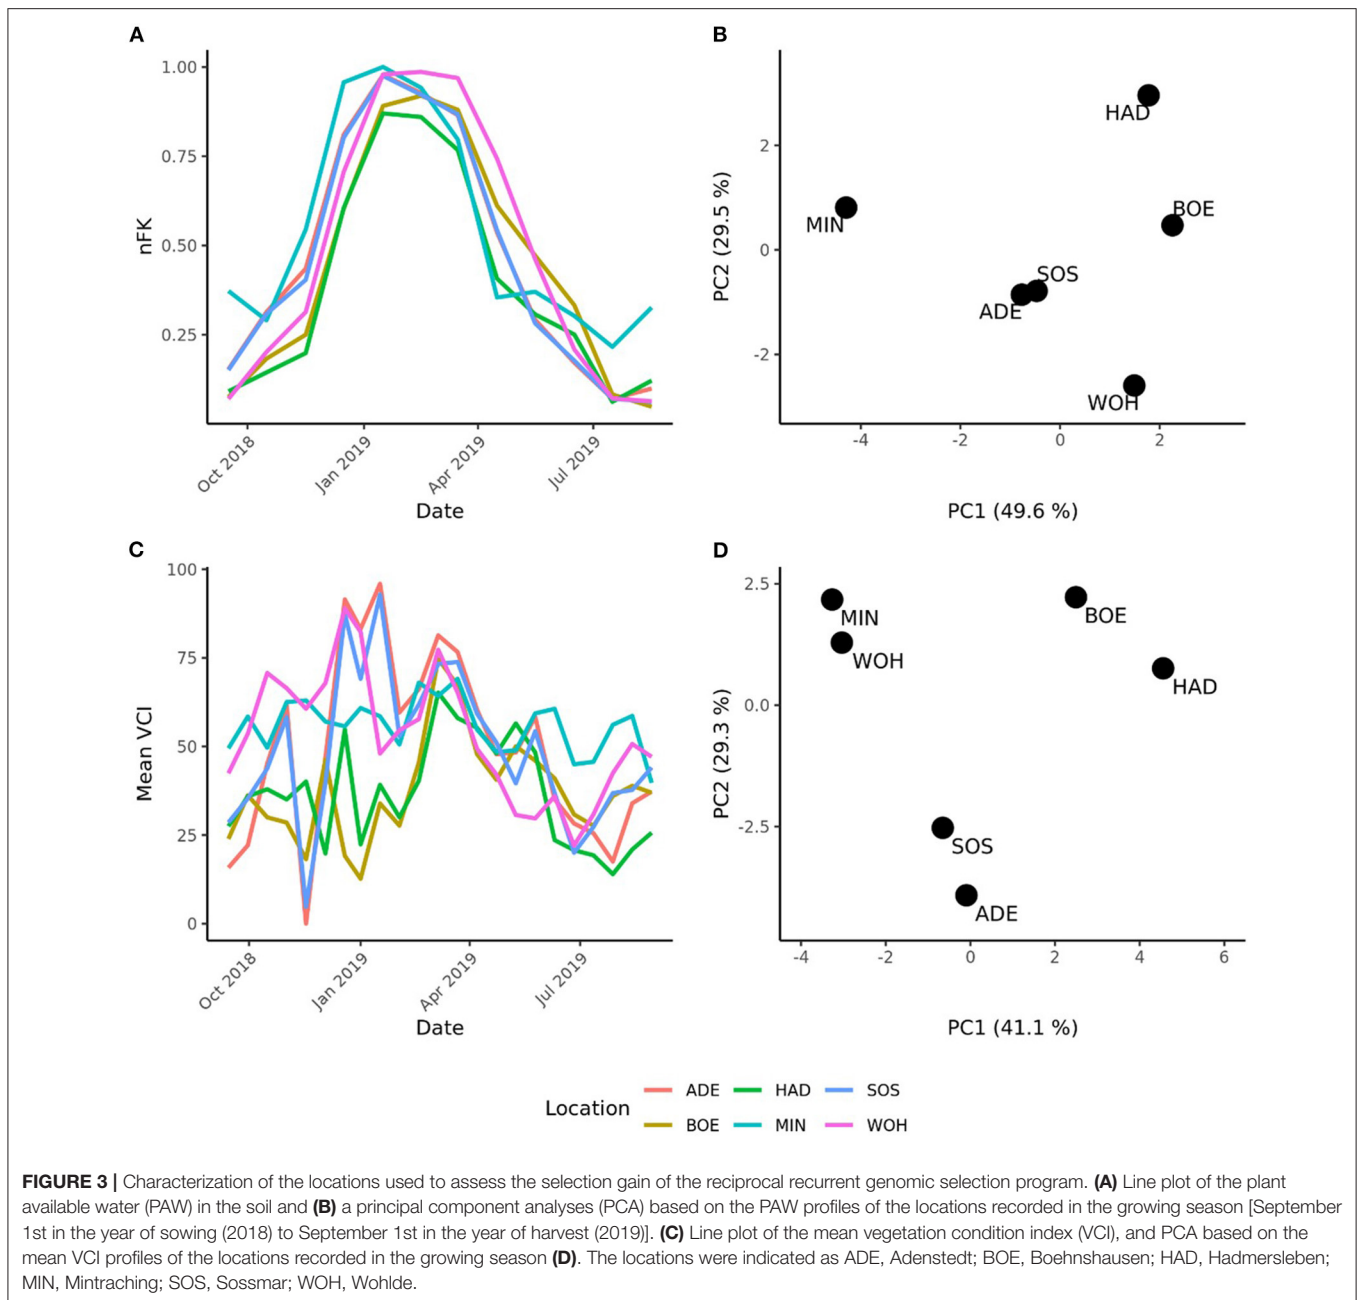 A
1.00
0.75
0.50
0.25
nFK
Oct 2018
Jan 2019
Apr 2019
Jul 2019
Date
B
2
0
-2
PC2 (29.5 %)
HAD
MIN
BOE
SOS
ADE
WOH
-4
-2
0
2
PC1 (49.6 %)
C
100
75
50
25
0
Mean VCI
Oct 2018
Jan 2019
Apr 2019
Jul 2019
Date
D
2.5
0.0
-2.5
PC2 (29.3 %)
MIN
WOH
BOE
HAD
SOS
ADE
-4
-2
0
2
4
6
PC1 (41.1 %)
Location
ADE
HAD
SOS
BOE
MIN
WOH
FIGURE 3 | Characterization of the locations used to assess the selection gain of the reciprocal recurrent genomic selection program. (A) Line plot of the plant
available water (PAW) in the soil and (B) a principal component analyses (PCA) based on the PAW profiles of the locations recorded in the growing season [September
1st in the year of sowing (2018) to September 1st in the year of harvest (2019)]. (C) Line plot of the mean vegetation condition index (VCI), and PCA based on the
mean VCI profiles of the locations recorded in the growing season (D). The locations were indicated as ADE, Adenstedt; BOE, Boehnshausen; HAD, Hadmersleben;
MIN, Mintraching; SOS, Sossmar; WOH, Wohlde.